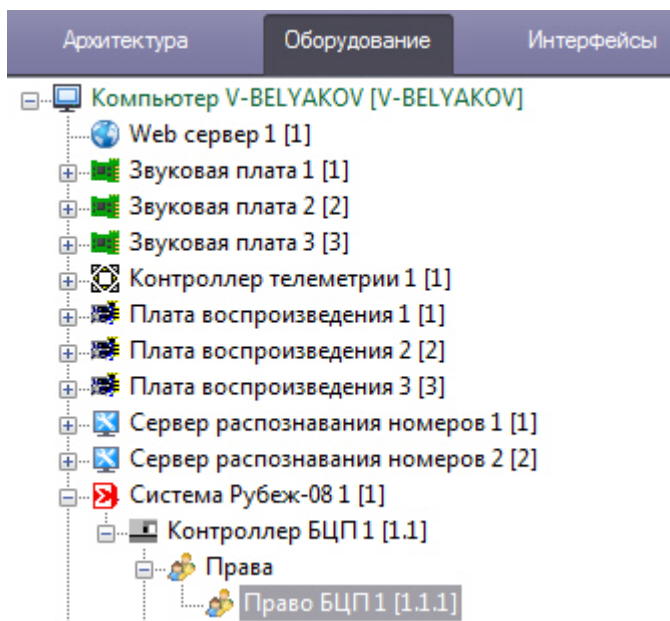 Архитектура Оборудование Интерфейсы
Компьютер V-BELYAKOV [V-BELYAKOV]
Web сервер 1 [1]
Звуковая плата 1 [1]
Звуковая плата 2 [2]
Звуковая плата 3 [3]
Контроллер телеметрии 1 [1]
Плата воспроизведения 1 [1]
Плата воспроизведения 2 [2]
Плата воспроизведения 3 [3]
Сервер распознавания номеров 1 [1]
Сервер распознавания номеров 2 [2]
Система Рубеж-08 1 [1]
Контроллер БЦП 1 [1.1]
Права
Право БЦП 1 [1.1.1]